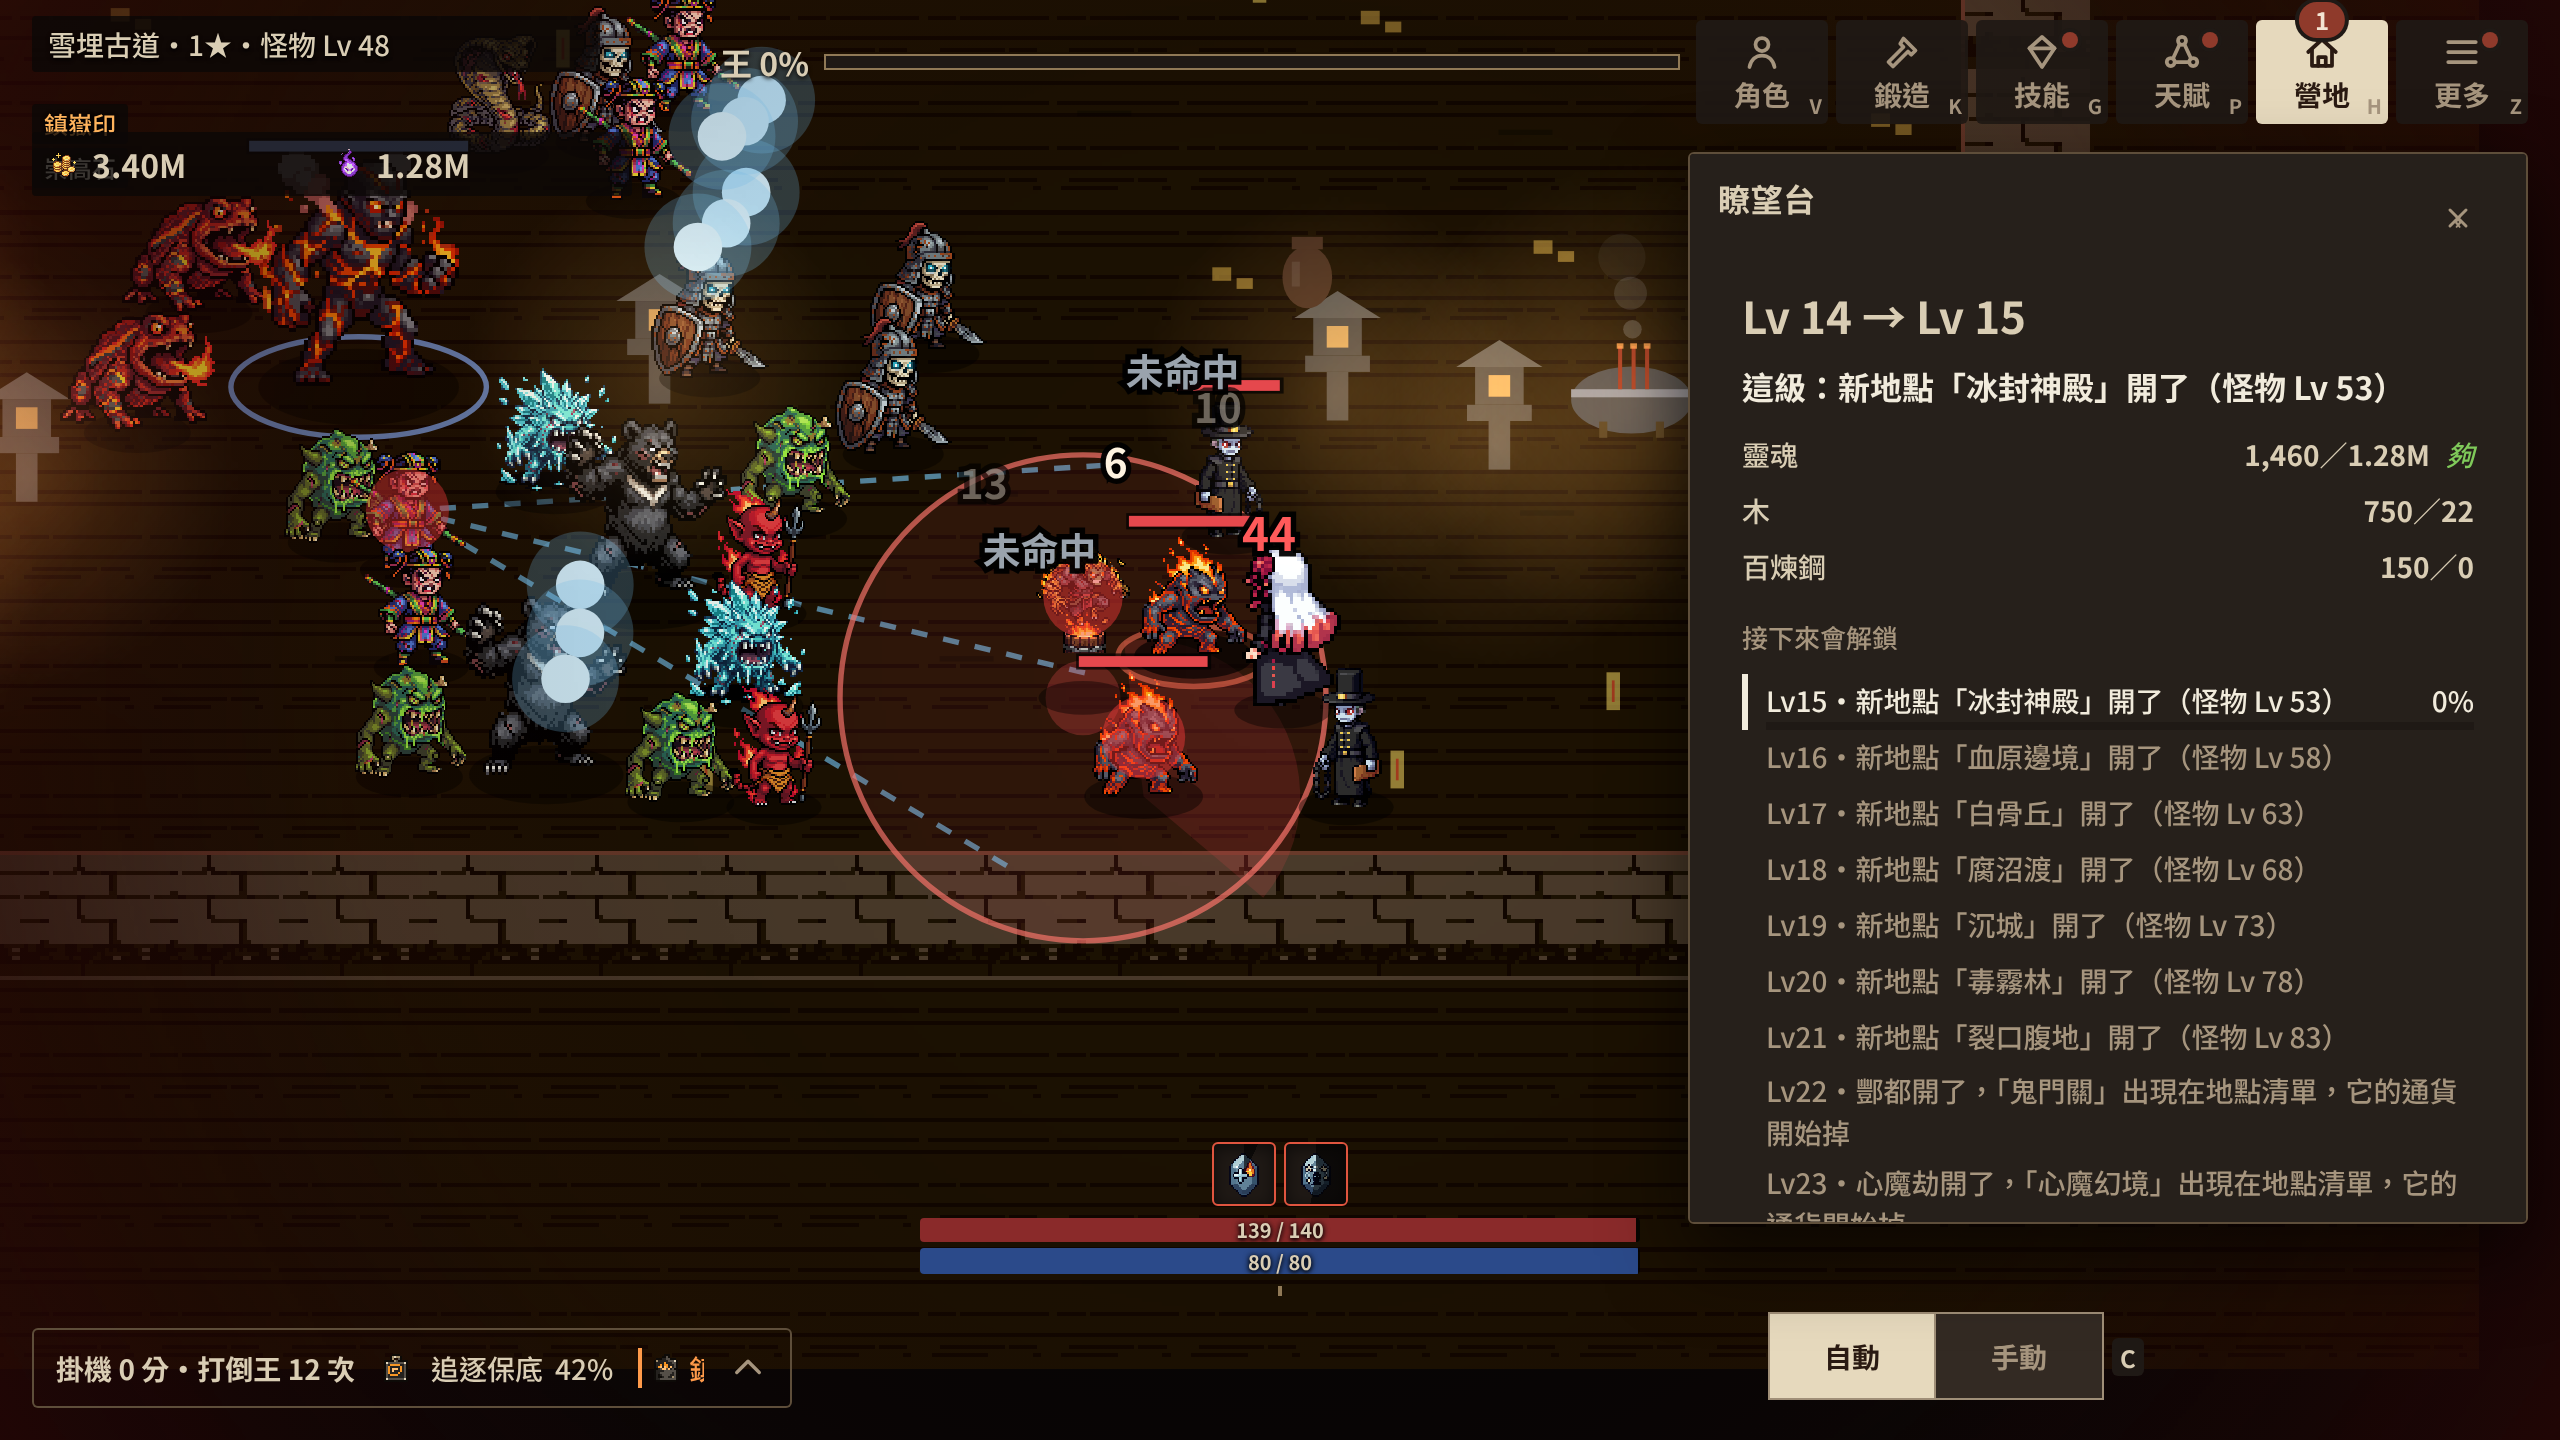 雪埋古道・1★・怪物 Lv 48
王 0%
鎮嶽印
3.40M
1.28M
角色 V
鍛造 K
技能 G
天賦 P
1
營地 H
更多 Z
瞭望台
Lv 14 → Lv 15
這級：新地點「冰封神殿」開了（怪物 Lv 53）
靈魂 1,460／1.28M 夠
木 750／22
百煉鋼 150／0
接下來會解鎖
Lv15・新地點「冰封神殿」開了（怪物 Lv 53） 0%
Lv16・新地點「血原邊境」開了（怪物 Lv 58）
Lv17・新地點「白骨丘」開了（怪物 Lv 63）
Lv18・新地點「腐沼渡」開了（怪物 Lv 68）
Lv19・新地點「沉城」開了（怪物 Lv 73）
Lv20・新地點「毒霧林」開了（怪物 Lv 78）
Lv21・新地點「裂口腹地」開了（怪物 Lv 83）
Lv22・酆都開了，「鬼門關」出現在地點清單，它的通貨
開始掉
Lv23・心魔劫開了，「心魔幻境」出現在地點清單，它的
通貨開始掉
未命中
10
6
13
44
未命中
139 / 140
80 / 80
掛機 0 分・打倒王 12 次
追逐保底 42%
自動
手動
C